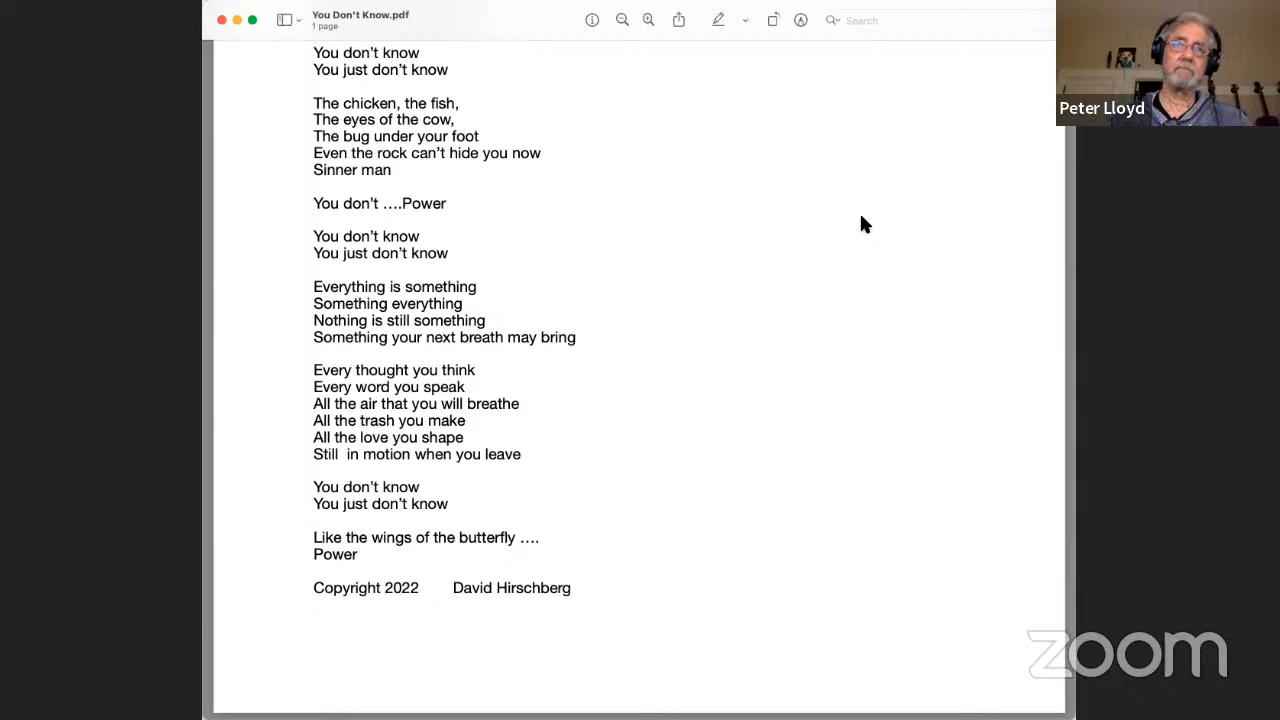 You Don't Know.pdf
1 page
Search
Peter Lloyd
You don't know
You just don't know
The chicken, the fish,
The eyes of the cow,
The bug under your foot
Even the rock can't hide you now
Sinner man
You don't ....Power
You don't know
You just don't know
Everything is something
Something everything
Nothing is still something
Something your next breath may bring
Every thought you think
Every word you speak
All the air that you will breathe
All the trash you make
All the love you shape
Still  in motion when you leave
You don't know
You just don't know
Like the wings of the butterfly ....
Power
Copyright 2022 David Hirschberg
zoom